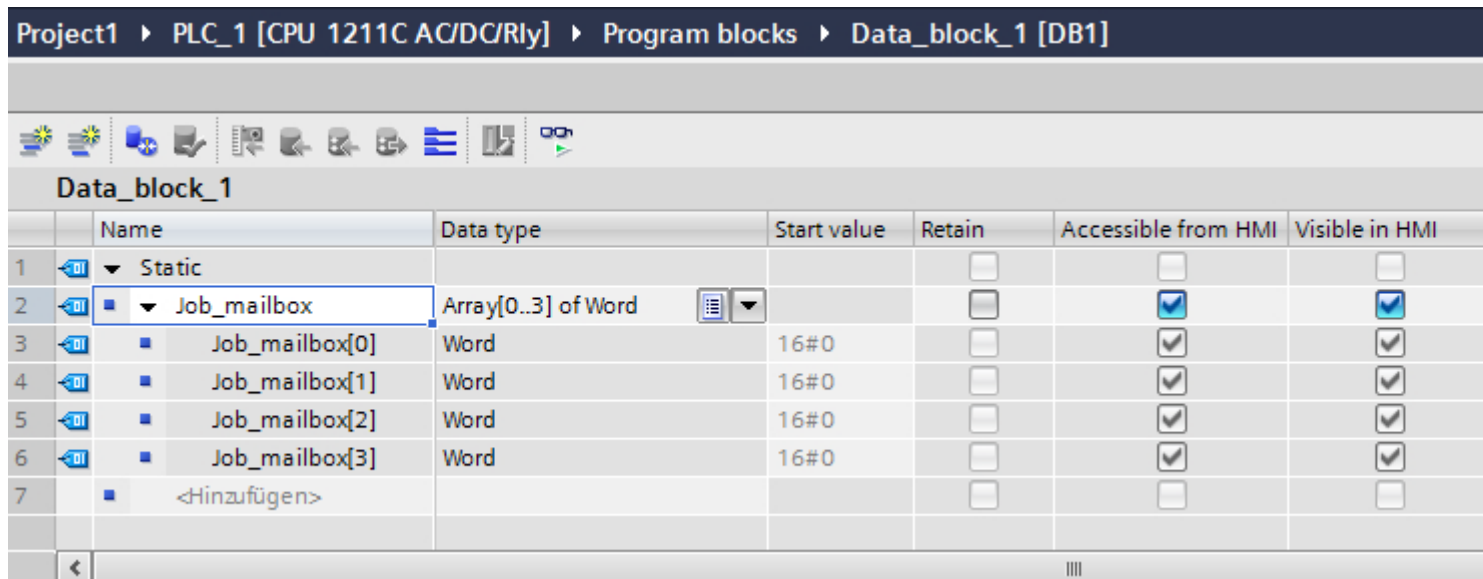 Project1 ▸ PLC_1 [CPU 1211C AC/DC/Rly] ▸ Program blocks ▸ Data_block_1 [DB1]
Data_block_1
Name Data type Start value Retain Accessible from HMI Visible in HMI
1 Static
2 Job_mailbox Array[0..3] of Word
3 Job_mailbox[0] Word 16#0
4 Job_mailbox[1] Word 16#0
5 Job_mailbox[2] Word 16#0
6 Job_mailbox[3] Word 16#0
7 <Hinzufügen>